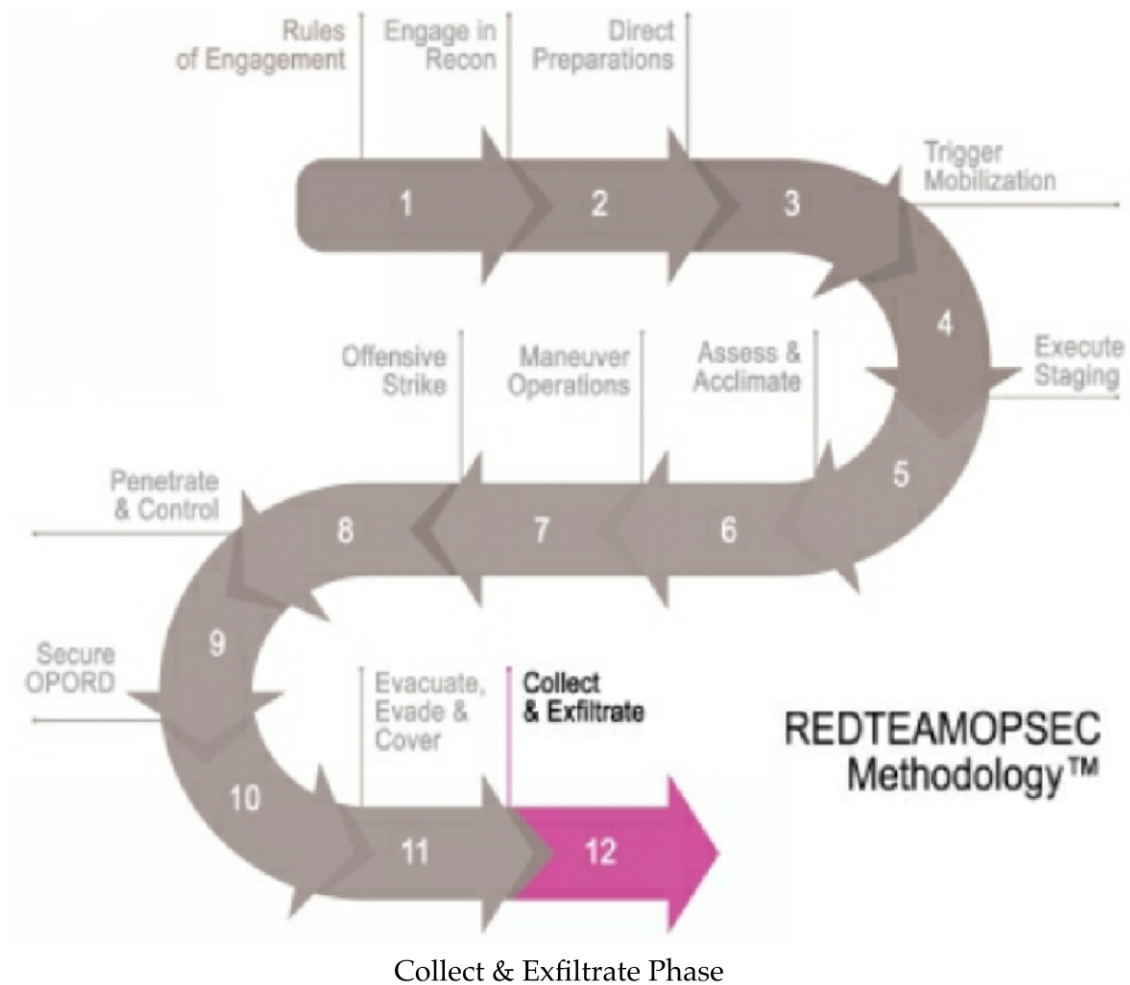 Rules
of Engagement
Engage in
Recon
Direct
Preparations
1
2
3
Trigger
Mobilization
4
Execute
Staging
5
Assess &
Acclimate
6
Maneuver
Operations
7
Offensive
Strike
8
Penetrate
& Control
9
Secure
OPORD
10
Evacuate,
Evade &
Cover
11
Collect
& Exfiltrate
12
REDTEAMOPSEC
Methodology™
Collect & Exfiltrate Phase